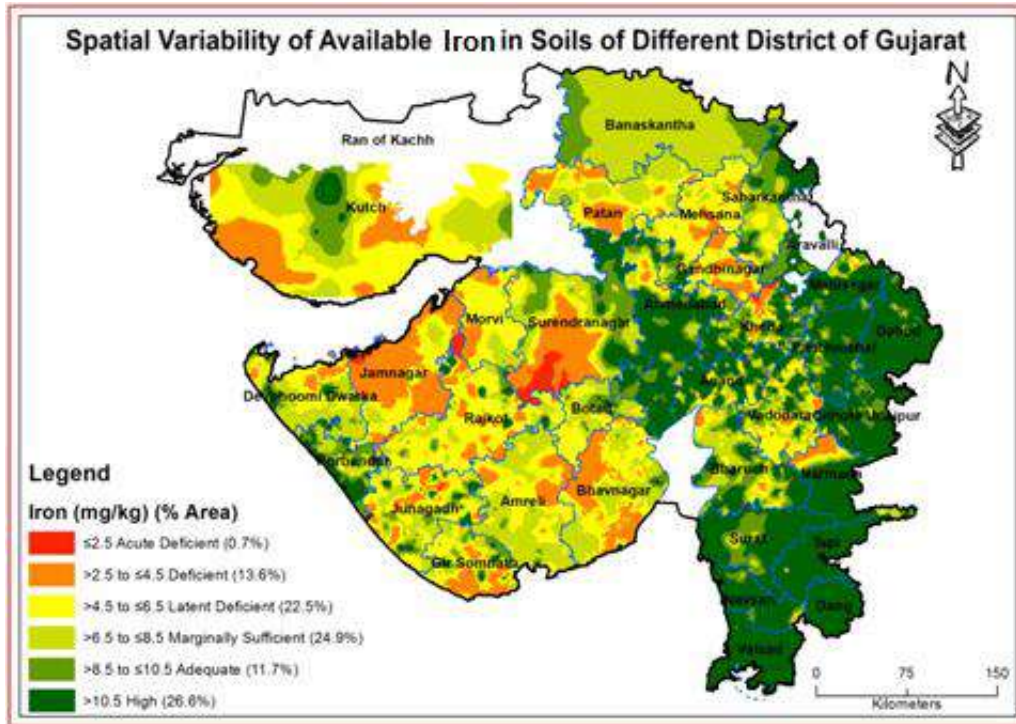 Spatial Variability of Available Iron in Soils of Different District of Gujarat
N
Ran of Kachh
Banaskantha
Kutch
Sabarkantha
Patan
Mehsana
Aravalli
Gandhinagar
Mahisagar
Ahmedabad
Morvi
Surendranagar
Kheda
Dahod
Panchmahal
Jamnagar
Anand
Devbhoomi Dwarka
Rajkot
Botad
Vadodara
Chhota Udaipur
Porbandar
Bharuch
Narmada
Junagadh
Amreli
Bhavnagar
Surat
Tapi
Gir Somnath
Navsari
Dang
Valsad
Legend
Iron (mg/kg) (% Area)
≤2.5 Acute Deficient (0.7%)
>2.5 to ≤4.5 Deficient (13.6%)
>4.5 to ≤6.5 Latent Deficient (22.5%)
>6.5 to ≤8.5 Marginally Sufficient (24.9%)
>8.5 to ≤10.5 Adequate (11.7%)
>10.5 High (26.6%)
0 75 150
Kilometers